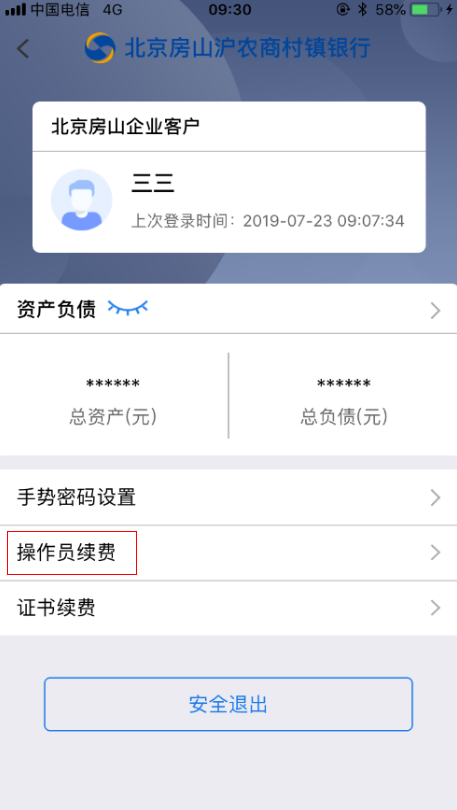 中国电信 4G 09:30 58%
北京房山沪农商村镇银行
北京房山企业客户
三三
上次登录时间：2019-07-23 09:07:34
资产负债
****** ******
总资产(元) 总负债(元)
手势密码设置
操作员续费
证书续费
安全退出